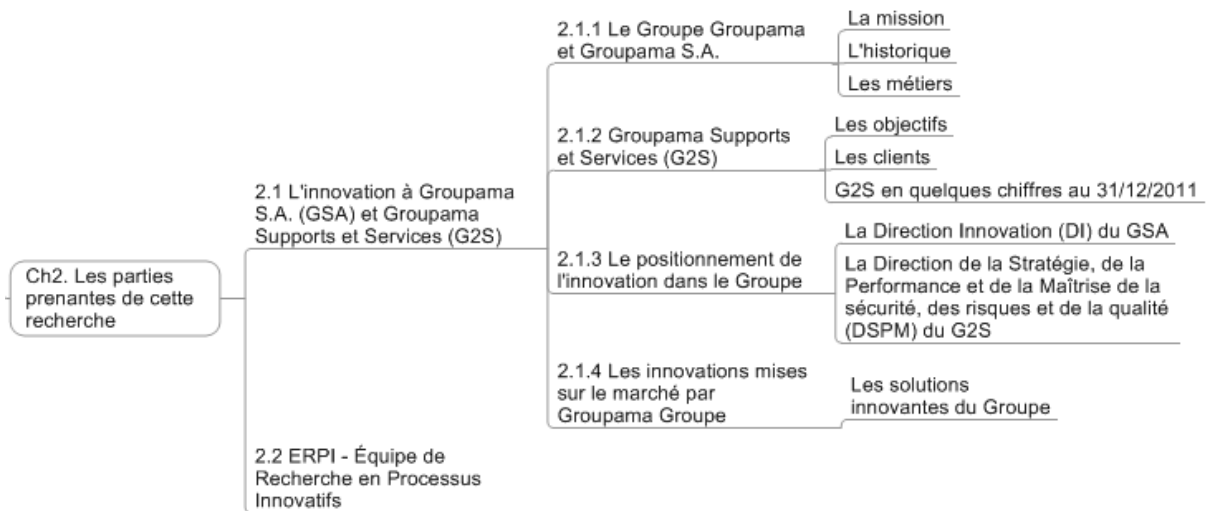 Ch2. Les parties
prenantes de cette
recherche
2.1 L'innovation à Groupama
S.A. (GSA) et Groupama
Supports et Services (G2S)
2.1.1 Le Groupe Groupama
et Groupama S.A.
La mission
L'historique
Les métiers
2.1.2 Groupama Supports
et Services (G2S)
Les objectifs
Les clients
G2S en quelques chiffres au 31/12/2011
2.1.3 Le positionnement de
l'innovation dans le Groupe
La Direction Innovation (DI) du GSA
La Direction de la Stratégie, de la
Performance et de la Maîtrise de la
sécurité, des risques et de la qualité
(DSPM) du G2S
2.1.4 Les innovations mises
sur le marché par
Groupama Groupe
Les solutions
innovantes du Groupe
2.2 ERPI - Équipe de
Recherche en Processus
Innovatifs